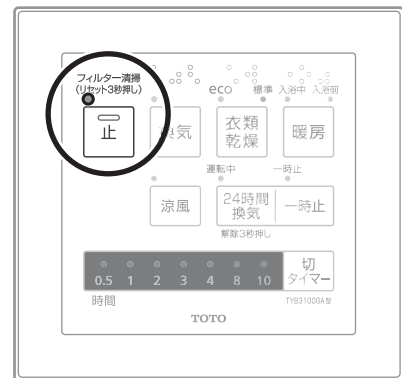 フィルター清掃
(リセット3秒押し)
eco 標準 入浴中 入浴前
止 換気 衣類乾燥 暖房
運転中 一時止
涼風 24時間換気 一時止
解除3秒押し
0.5 1 2 3 4 8 10 切タイマー
時間 TYB3100GA型
TOTO